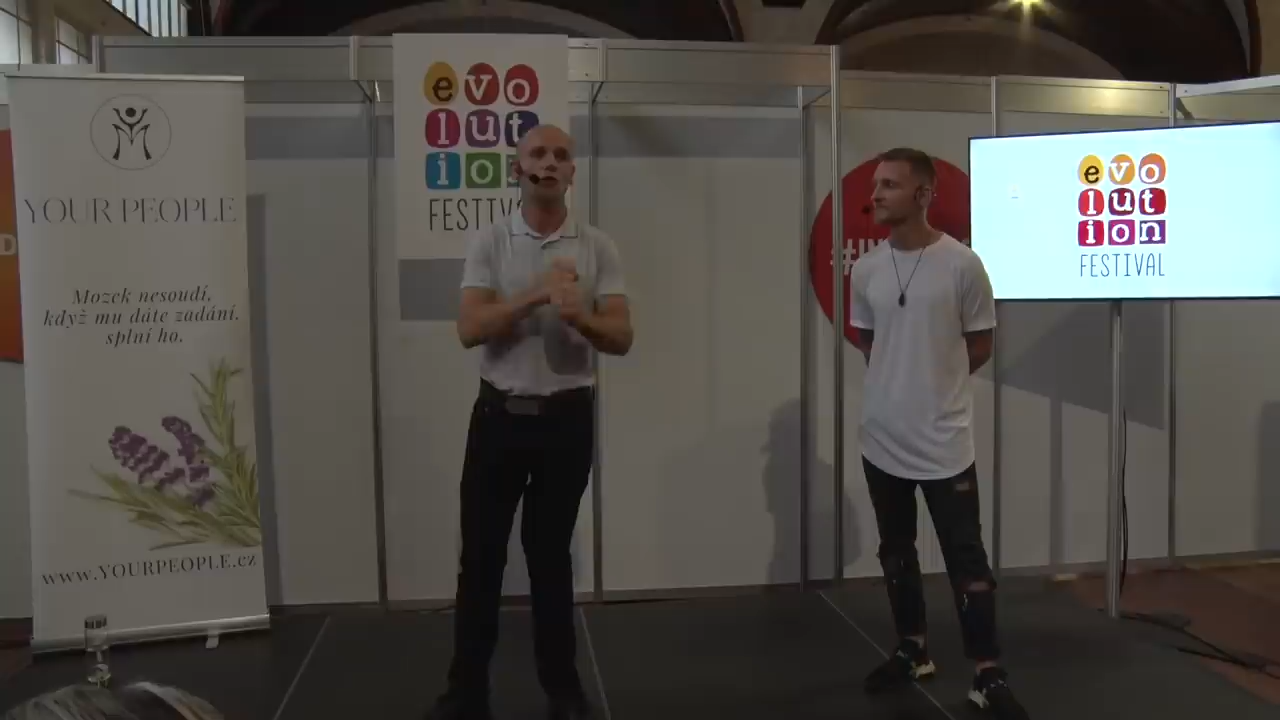 YOUR PEOPLE
Mozek nesoudí,
když mu dáte zadání,
splní ho.
www.YOURPEOPLE.cz
evo
lut
ion
evo
lut
ion
FESTIVAL